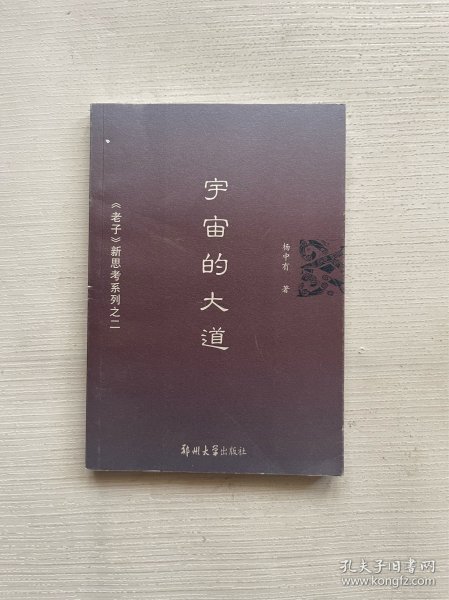 宇宙的大道
《老子》新思考系列之二
杨中有 著
郑州大学出版社
孔夫子旧书网
www.kongfz.com